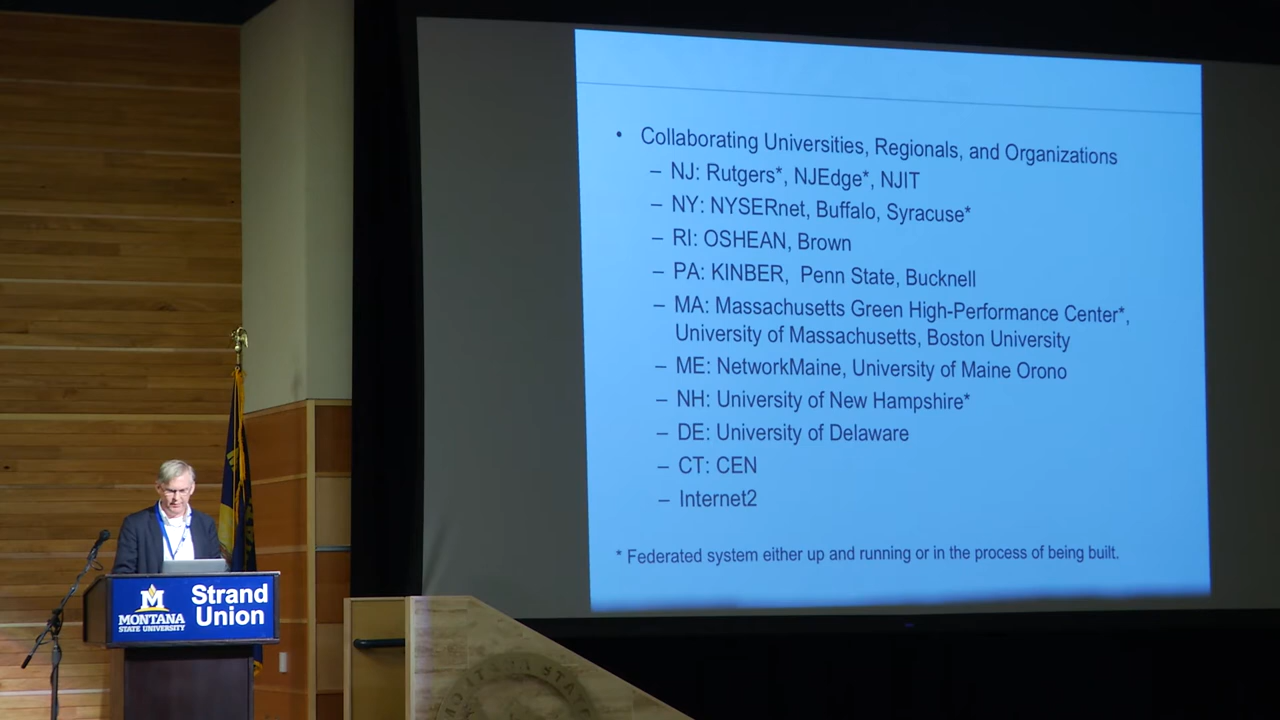 • Collaborating Universities, Regionals, and Organizations
– NJ: Rutgers*, NJEdge*, NJIT
– NY: NYSERnet, Buffalo, Syracuse*
– RI: OSHEAN, Brown
– PA: KINBER, Penn State, Bucknell
– MA: Massachusetts Green High-Performance Center*,
University of Massachusetts, Boston University
– ME: NetworkMaine, University of Maine Orono
– NH: University of New Hampshire*
– DE: University of Delaware
– CT: CEN
– Internet2
* Federated system either up and running or in the process of being built.
M
MONTANA
STATE UNIVERSITY
Strand
Union
MONTANA STATE